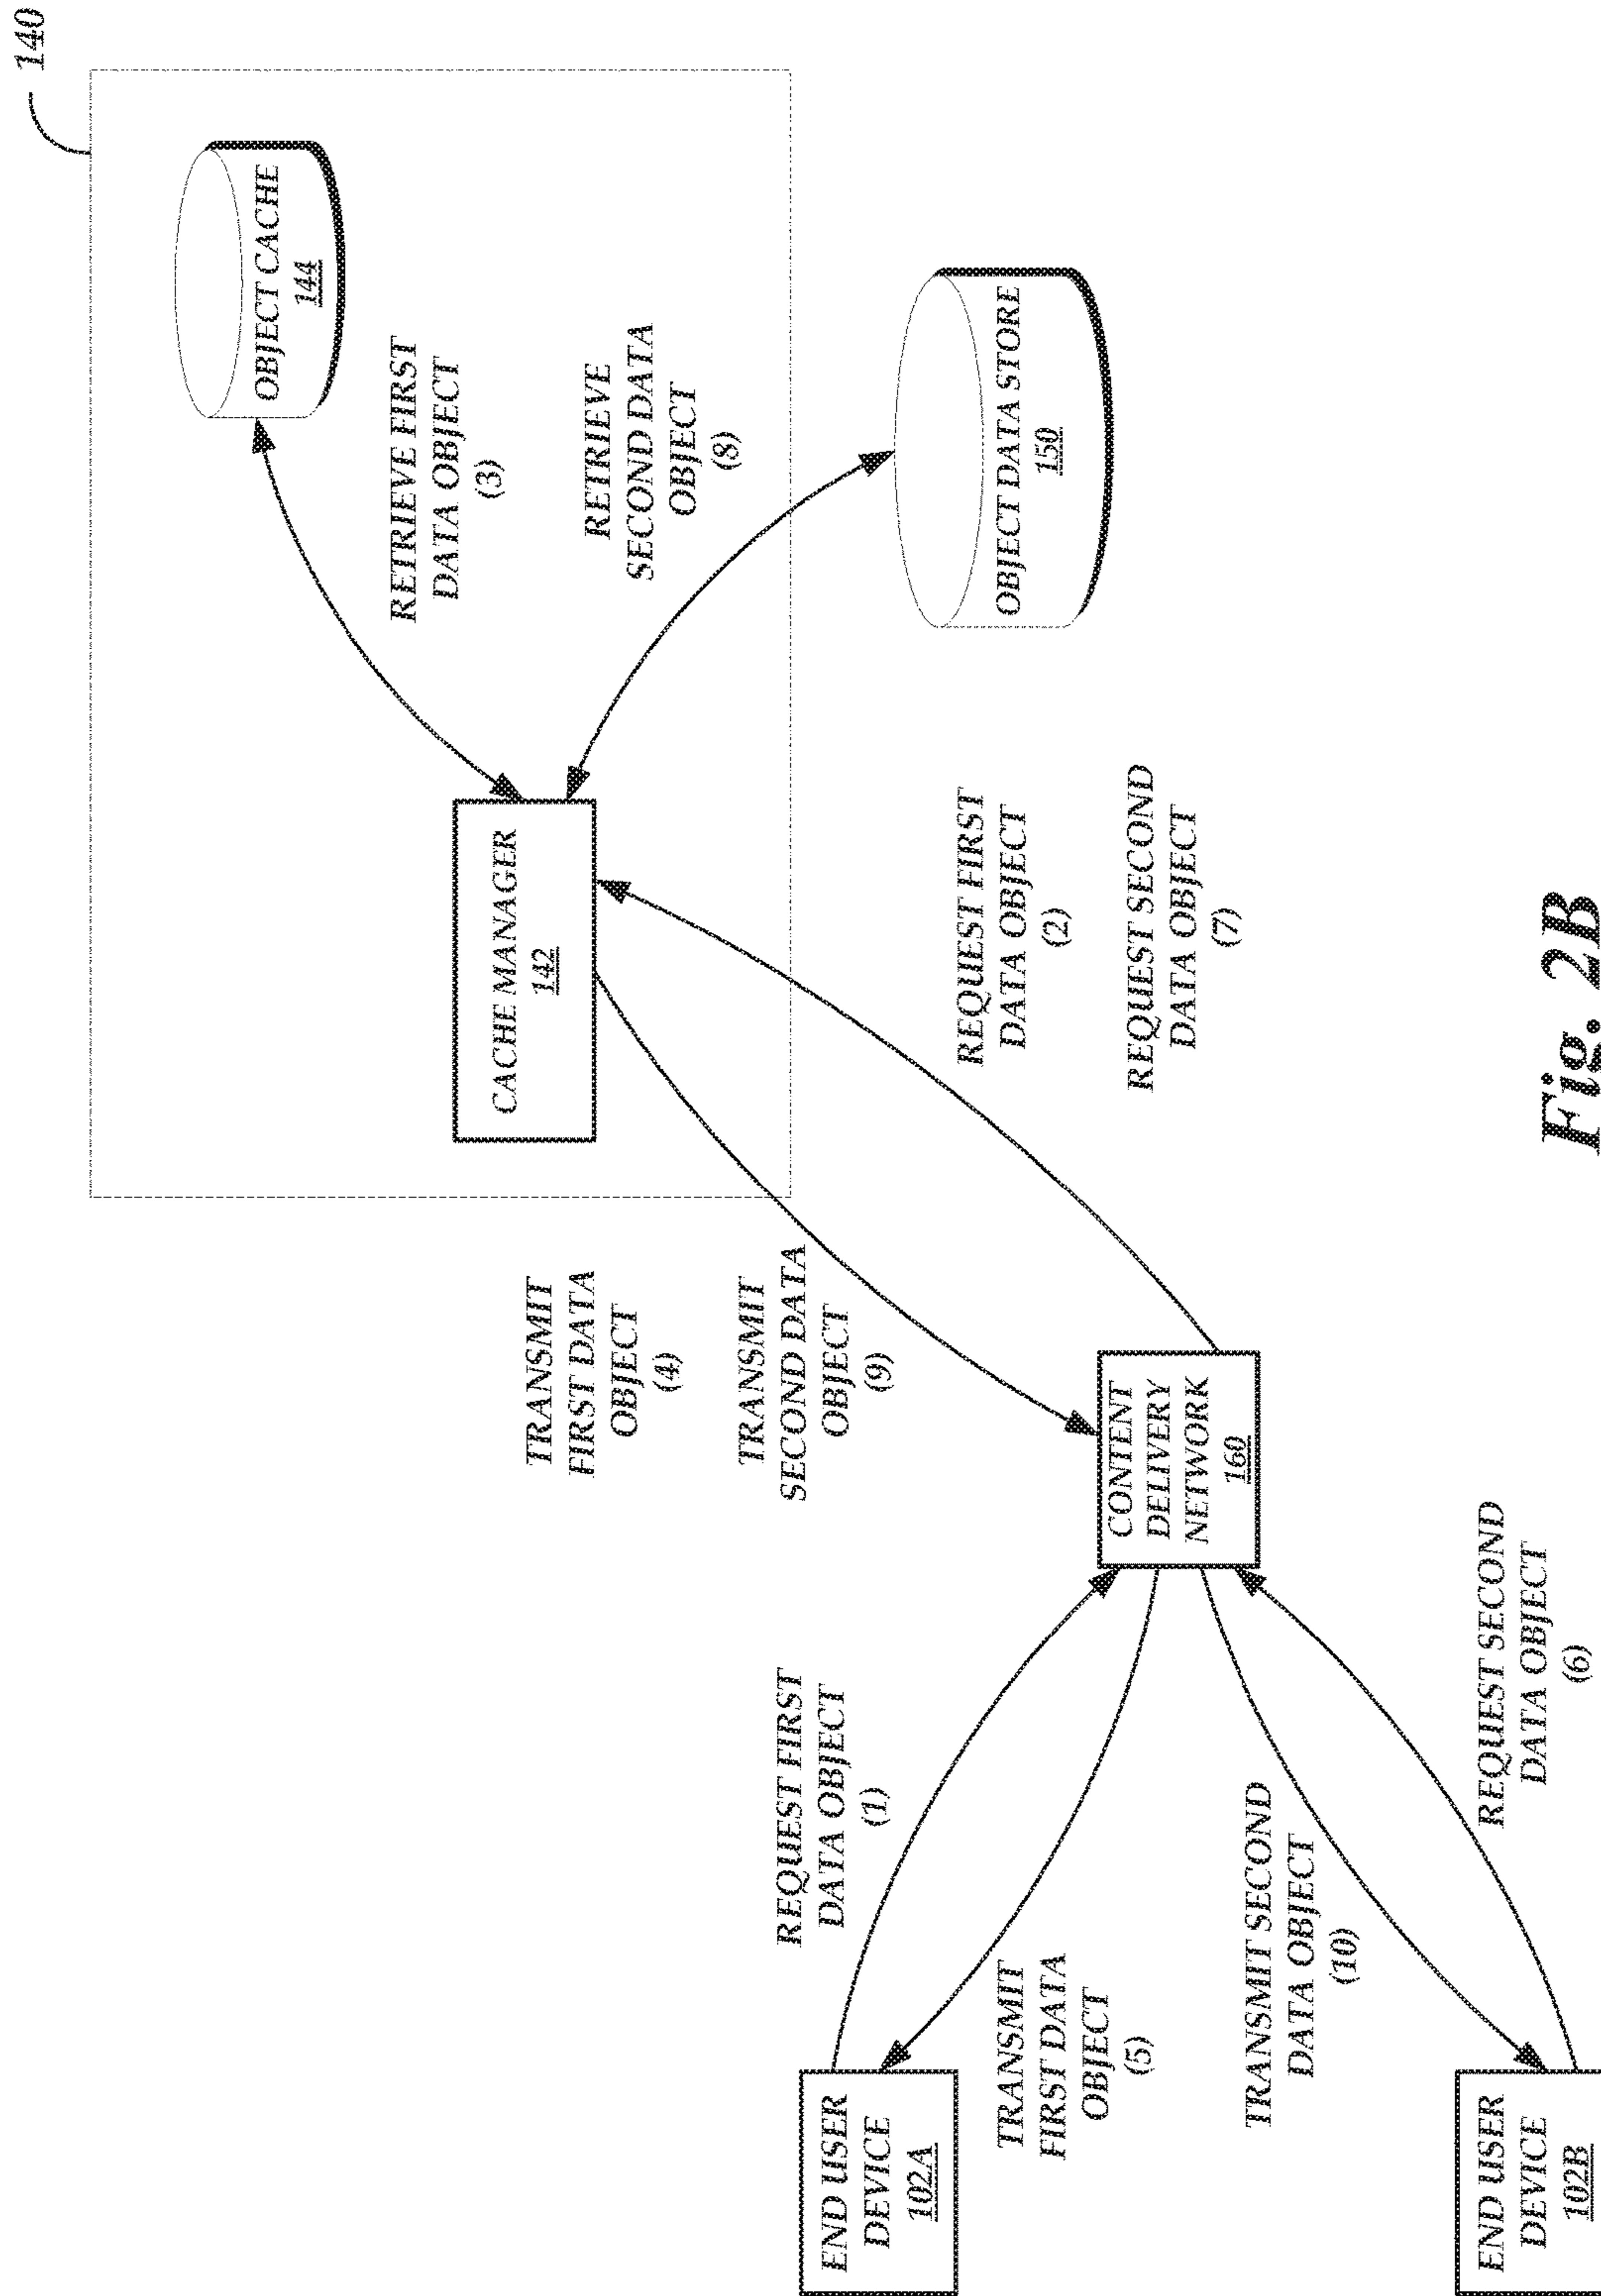 140
OBJECT CACHE
144
RETRIEVE FIRST
DATA OBJECT
(3)
RETRIEVE
SECOND DATA
OBJECT
(8)
OBJECT DATA STORE
150
CACHE MANAGER
142
REQUEST FIRST
DATA OBJECT
(2)
REQUEST SECOND
DATA OBJECT
(7)
TRANSMIT
FIRST DATA
OBJECT
(4)
TRANSMIT
SECOND DATA
OBJECT
(9)
CONTENT
DELIVERY
NETWORK
160
REQUEST FIRST
DATA OBJECT
(1)
TRANSMIT
FIRST DATA
OBJECT
(5)
TRANSMIT SECOND
DATA OBJECT
(10)
REQUEST SECOND
DATA OBJECT
(6)
END USER
DEVICE
102A
END USER
DEVICE
102B
Fig. 2B